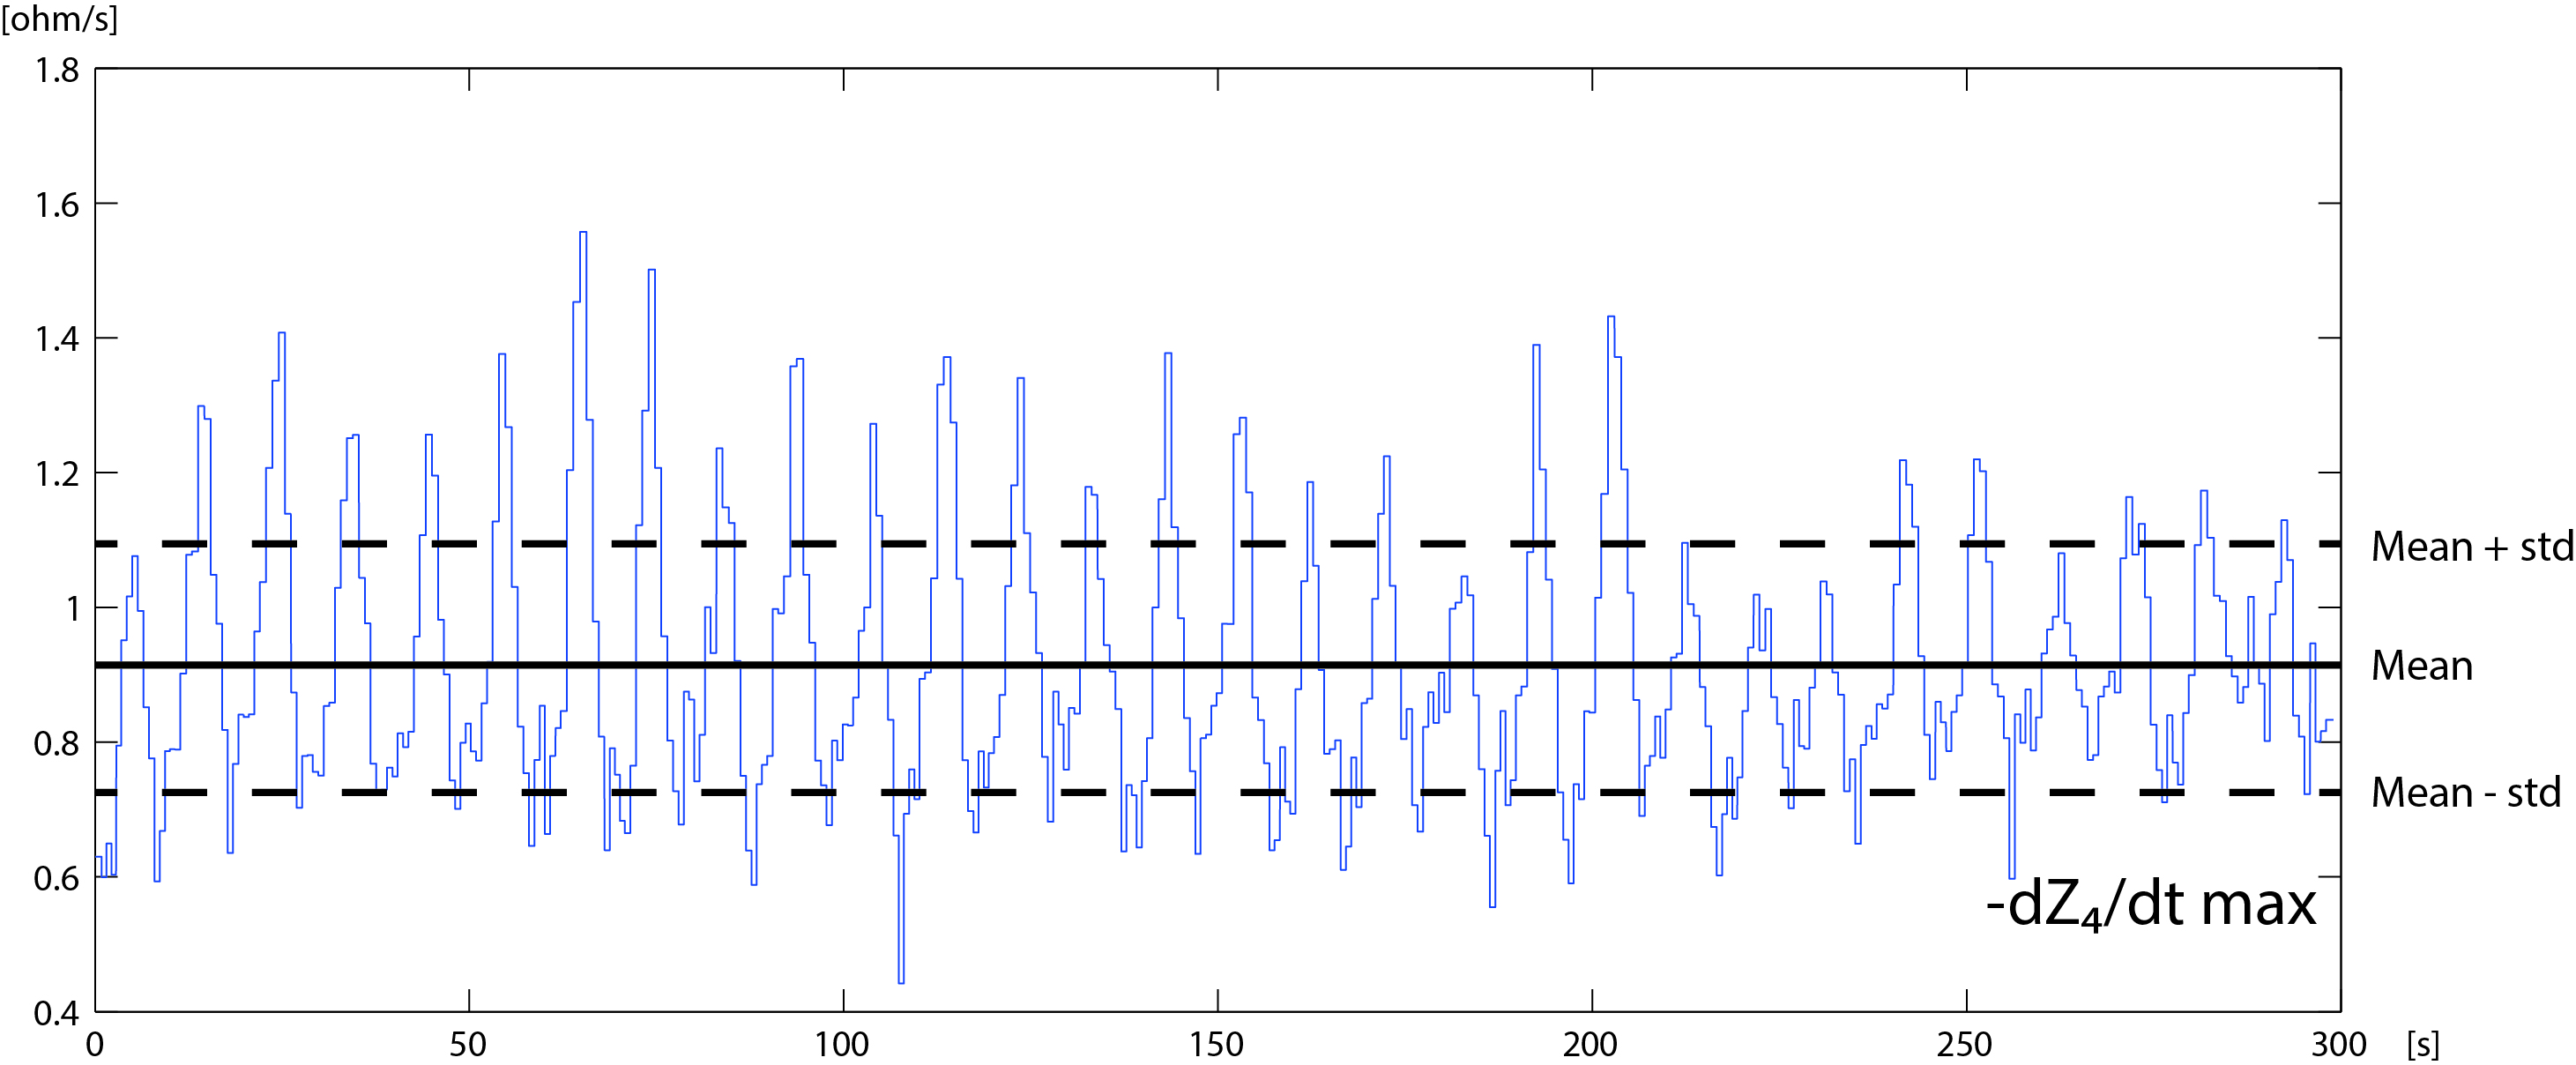 [ohm/s]
1.8
1.6
1.4
1.2
1
0.8
0.6
0.4
Mean + std
Mean
Mean - std
-dZ₄/dt max
0 50 100 150 200 250 300 [s]